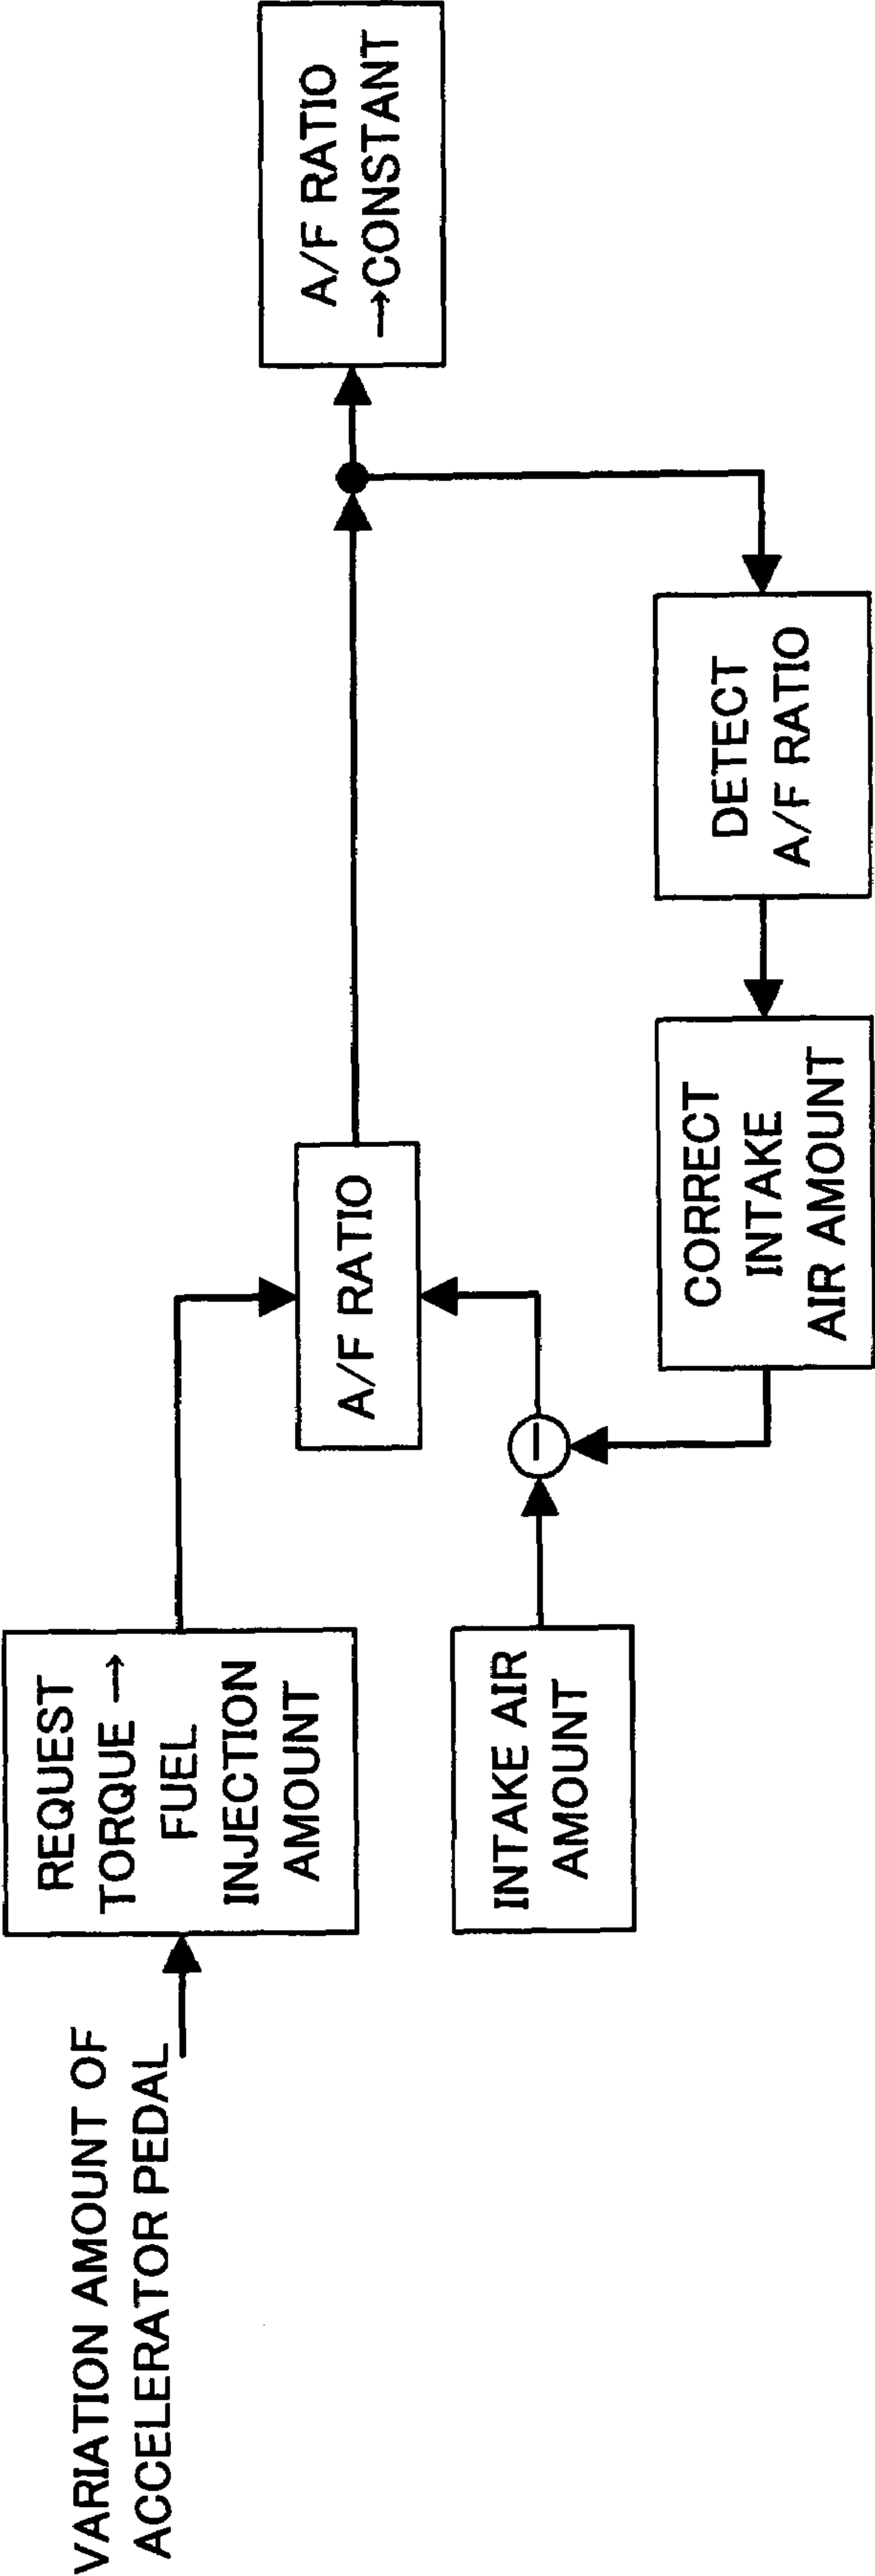 VARIATION AMOUNT OF
ACCELERATOR PEDAL
REQUEST
TORQUE →
FUEL
INJECTION
AMOUNT
INTAKE AIR
AMOUNT
−
A/F RATIO
CORRECT
INTAKE
AIR AMOUNT
DETECT
A/F RATIO
A/F RATIO
→CONSTANT